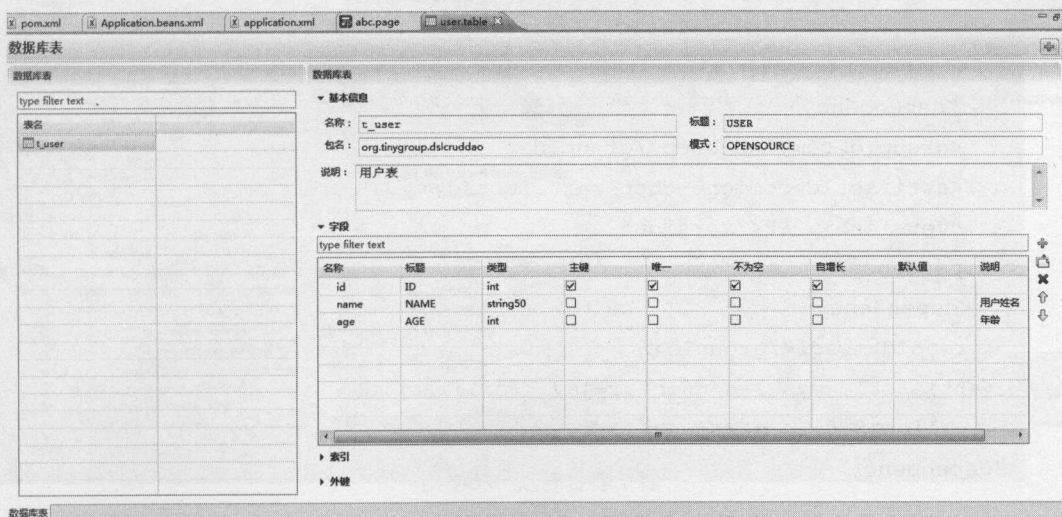 pom.xml Application.beans.xml application.xml abc.page user.table
数据库表
数据库表
type filter text
表名
t_user
数据库表
基本信息
名称： t_user 标题： USER
包名： org.tinygroup.dslcruddao 模式： OPENSOURCE
说明： 用户表
字段
type filter text
名称 标题 类型 主键 唯一 不为空 自增长 默认值 说明
id ID int
name NAME string50 用户姓名
age AGE int 年龄
索引
外键
数据库表